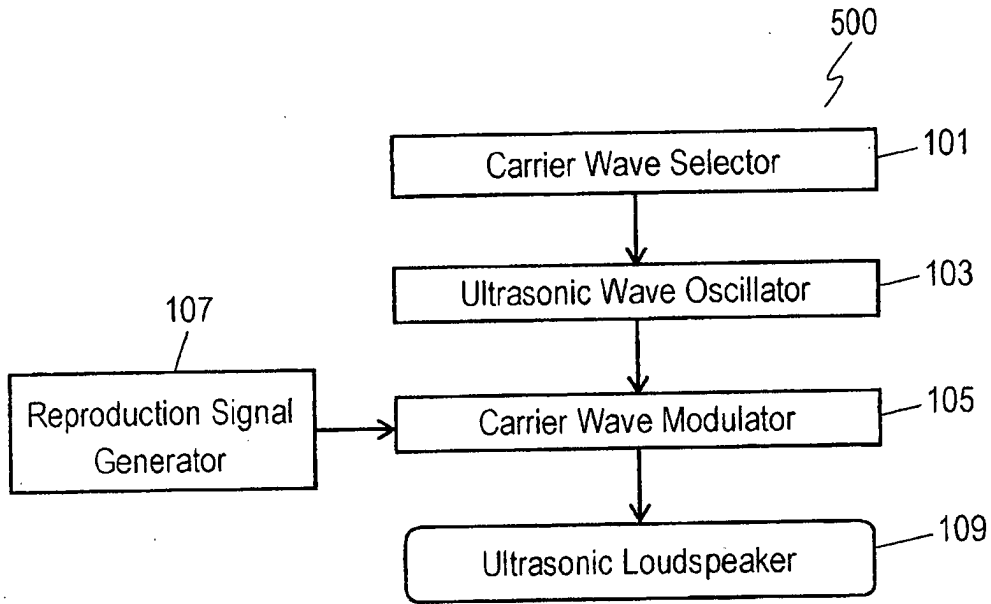 500
Carrier Wave Selector
101
Ultrasonic Wave Oscillator
103
107
Reproduction Signal
Generator
Carrier Wave Modulator
105
Ultrasonic Loudspeaker
109